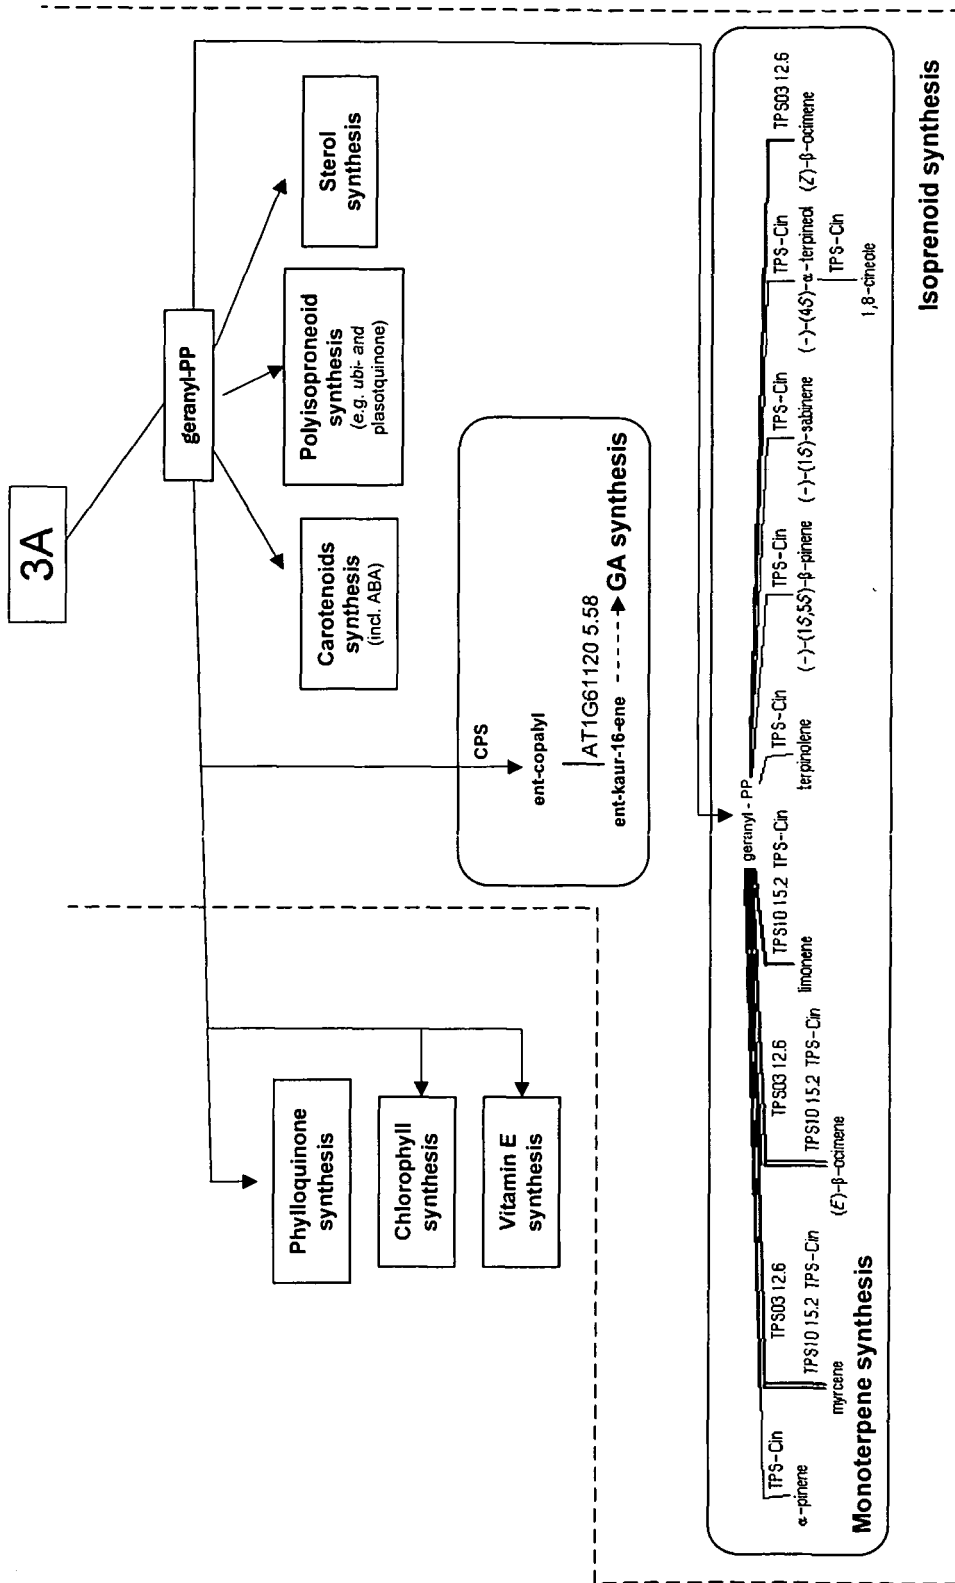 3A
geranyl-PP
Carotenoids
synthesis
(incl. ABA)
Polyisoproneoid
synthesis
(e.g. ubi- and
plasotquinone)
Sterol
synthesis
Phylloquinone
synthesis
Chlorophyll
synthesis
Vitamin E
synthesis
CPS
ent-copalyl
AT1G61120 5.58
ent-kaur-16-ene
GA synthesis
geranyl - PP
TPS-Cin
α-pinene
TPS03 12.6
TPS10 15.2 TPS-Cin
myrcene
TPS03 12.6
TPS10 15.2 TPS-Cin
(E)-β-ocimene
TPS10 15.2 TPS-Cin
limonene
TPS-Cin
terpinolene
TPS-Cin
(-)-(1S,5S)-β-pinene
TPS-Cin
(-)-(1S)-sabinene
TPS-Cin
(-)-(4S)-α-terpineol
TPS-Cin
1,8-cineole
TPS03 12.6
(Z)-β-ocimene
Monoterpene synthesis
Isoprenoid synthesis